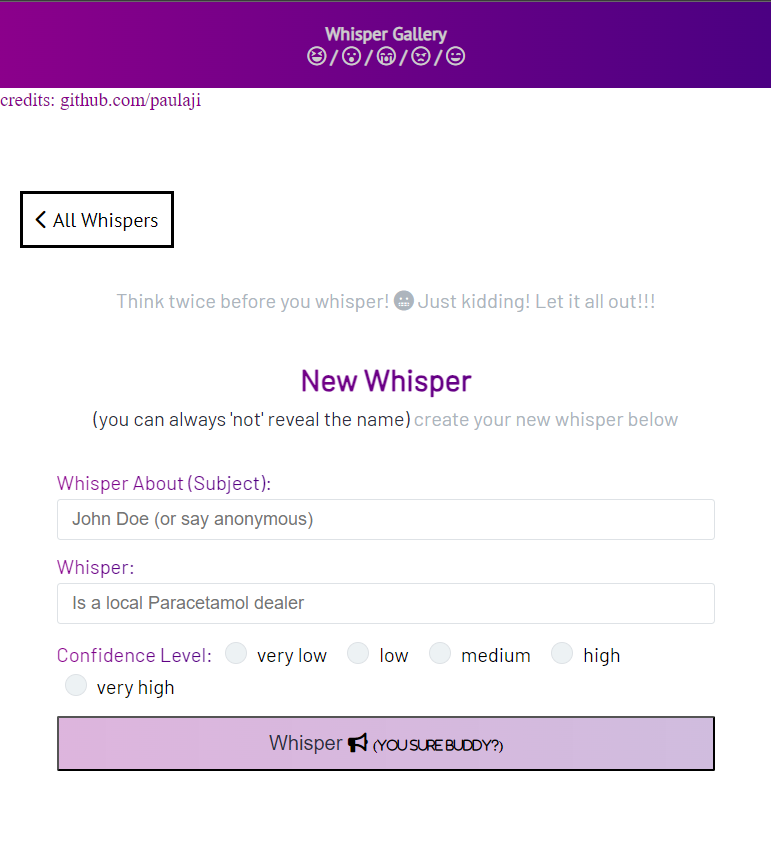 Whisper Gallery
/ / / /
credits: github.com/paulaji
All Whispers
Think twice before you whisper! Just kidding! Let it all out!!!
New Whisper
(you can always 'not' reveal the name) create your new whisper below
Whisper About (Subject):
John Doe (or say anonymous)
Whisper:
Is a local Paracetamol dealer
Confidence Level: very low low medium high
very high
Whisper (YOU SURE BUDDY?)